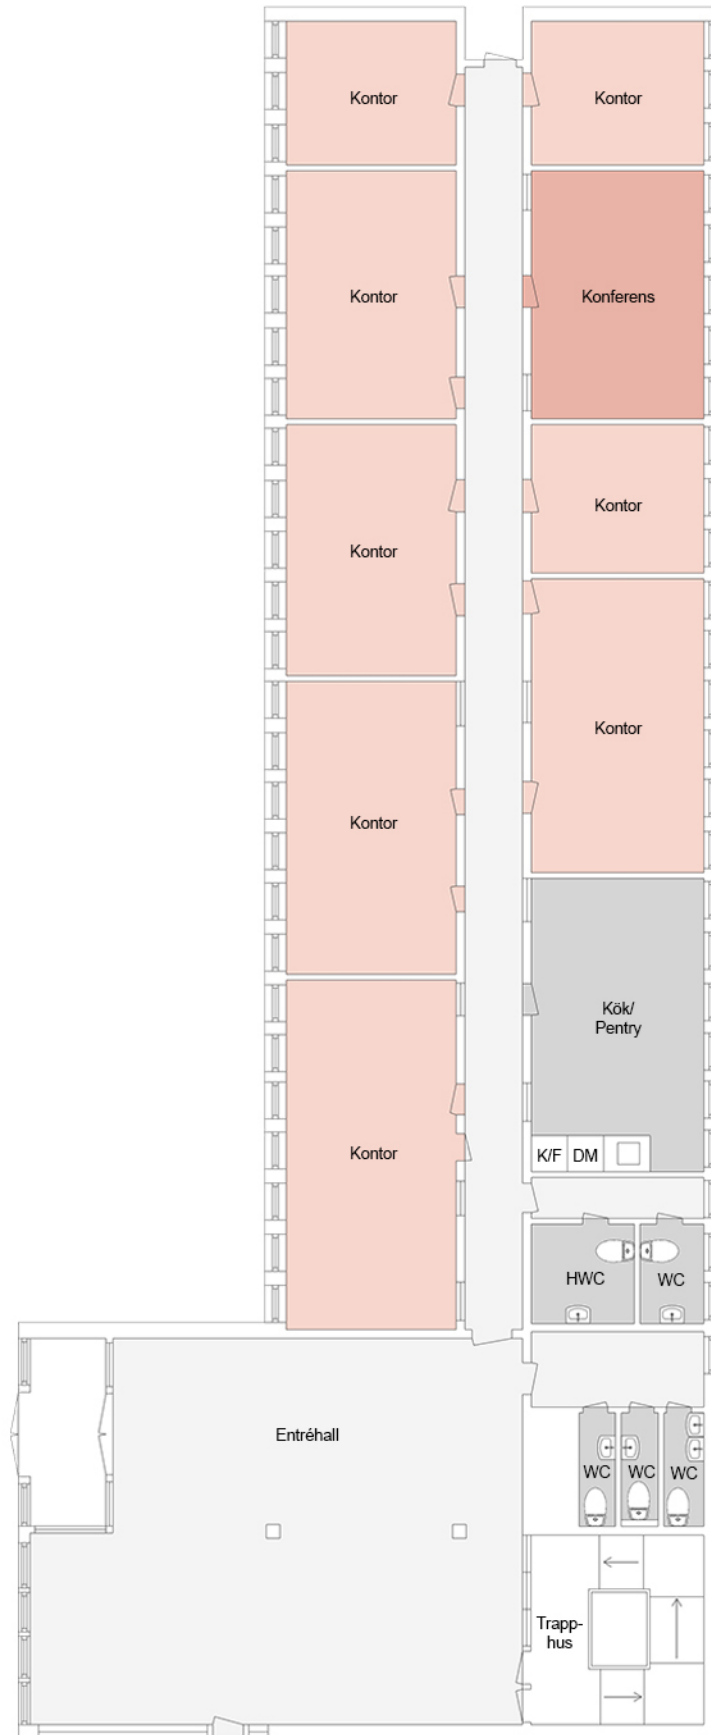 Kontor
Kontor
Kontor
Konferens
Kontor
Kontor
Kontor
Kontor
Kök/
Pentry
Kontor
K/F
DM
HWC
WC
Entréhall
WC
WC
WC
Trapp-
hus